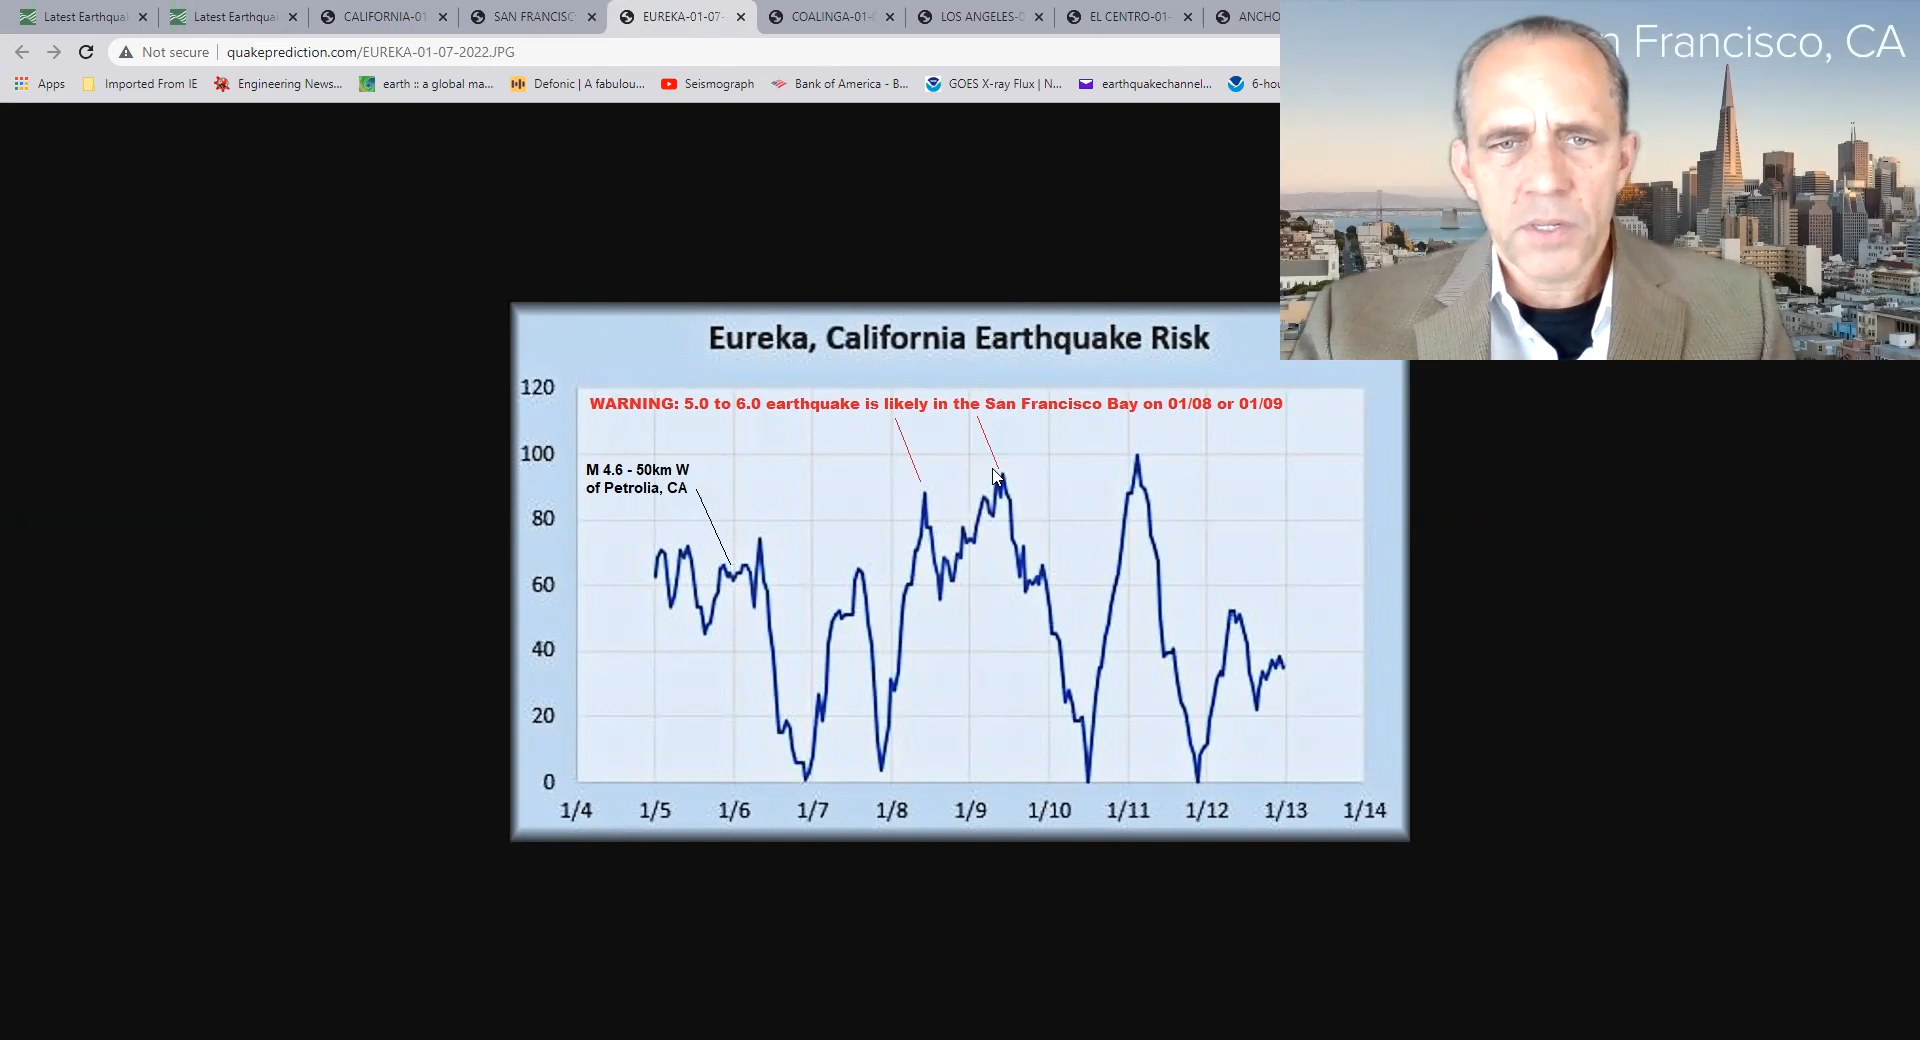 Latest Earthqua
Latest Earthqua
CALIFORNIA-01
SAN FRANCISC
EUREKA-01-07-
COALINGA-01-
LOS ANGELES-0
EL CENTRO-01-
ANCHO
Not secure
quakeprediction.com/EUREKA-01-07-2022.JPG
Apps
Imported From IE
Engineering News...
earth :: a global ma...
Defonic | A fabulou...
Seismograph
Bank of America - B...
GOES X-ray Flux | N...
earthquakechannel...
6-hou
n Francisco, CA
Eureka, California Earthquake Risk
120
WARNING: 5.0 to 6.0 earthquake is likely in the San Francisco Bay on 01/08 or 01/09
100
M 4.6 - 50km W
of Petrolia, CA
80
60
40
20
0
1/4 1/5 1/6 1/7 1/8 1/9 1/10 1/11 1/12 1/13 1/14